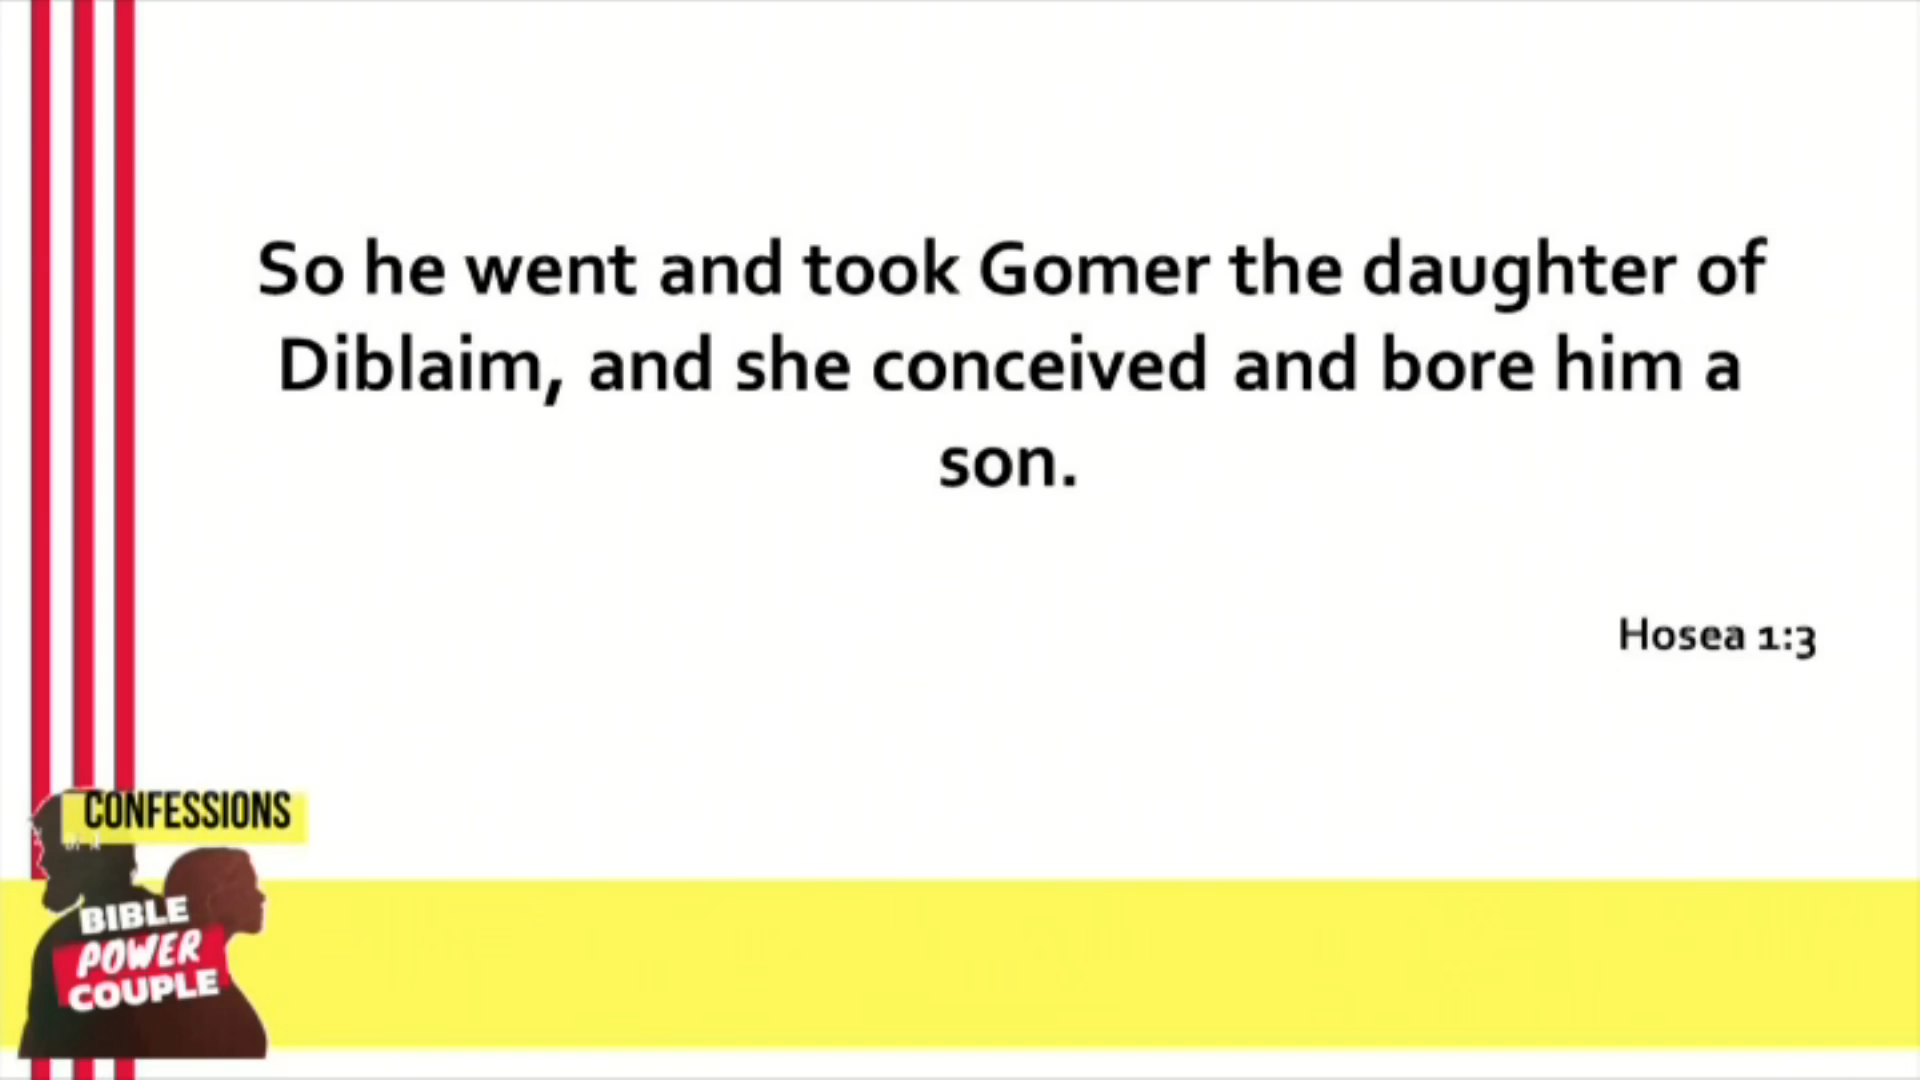 So he went and took Gomer the daughter of
Diblaim, and she conceived and bore him a
son.
Hosea 1:3
CONFESSIONS
OF A
BIBLE
POWER
COUPLE